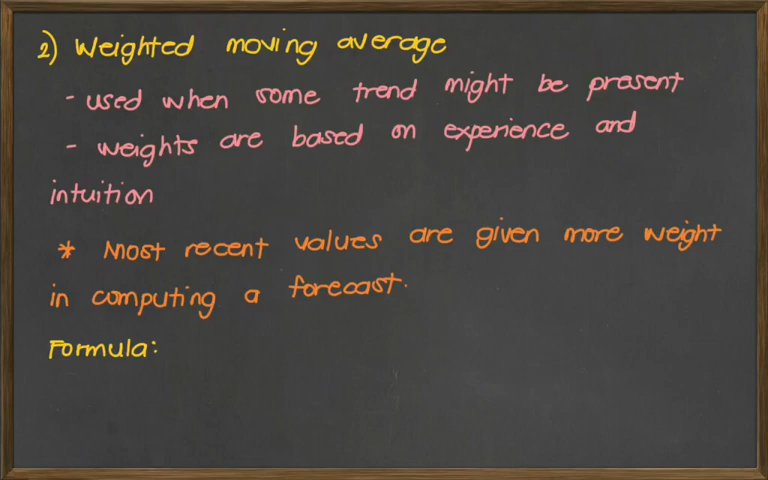 2) Weighted moving average
- used when some trend might be present
- weights are based on experience and
intuition
* Most recent values are given more weight
in computing a forecast.
Formula: